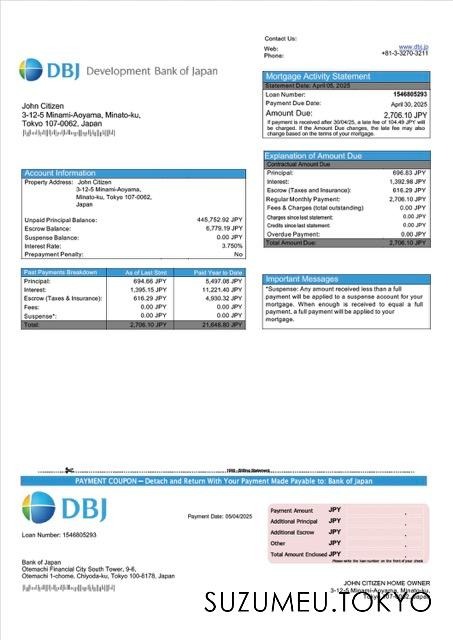 Contact Us:
Web: www.dbj.jp
Phone: +81-3-3270-3211
DBJ Development Bank of Japan
Mortgage Activity Statement
Statement Date: April 05, 2025
Loan Number: 1546805293
Payment Due Date: April 30, 2025
Amount Due: 2,706.10 JPY
If payment is received after 30/04/25, a late fee of 104.49 JPY will
be charged. If the Amount Due changes, the late fee may also
change based on the terms of your mortgage.
John Citizen
3-12-5 Minami-Aoyama, Minato-ku,
Tokyo 107-0062, Japan
Explanation of Amount Due
Contractual Amount Due
Principal: 696.83 JPY
Interest: 1,392.98 JPY
Escrow (Taxes and Insurance): 616.29 JPY
Regular Monthly Payment: 2,706.10 JPY
Fees & Charges (total outstanding) 0.00 JPY
Charges since last statement: 0.00 JPY
Credits since last statement: 0.00 JPY
Overdue Payment: 0.00 JPY
Total Amount Due: 2,706.10 JPY
Account Information
Property Address: John Citizen
3-12-5 Minami-Aoyama,
Minato-ku, Tokyo 107-0062,
Japan
Unpaid Principal Balance: 445,752.92 JPY
Escrow Balance: 6,779.19 JPY
Suspense Balance: 0.00 JPY
Interest Rate: 3.750%
Prepayment Penalty: No
Past Payments Breakdown As of Last Stmt Paid Year to Date
Principal: 694.66 JPY 5,497.08 JPY
Interest: 1,395.15 JPY 11,221.40 JPY
Escrow (Taxes & Insurance): 616.29 JPY 4,930.32 JPY
Fees: 0.00 JPY 0.00 JPY
Suspense*: 0.00 JPY 0.00 JPY
Total: 2,706.10 JPY 21,648.80 JPY
Important Messages
*Suspense: Any amount received less than a full
payment will be applied to a suspense account for your
mortgage. When enough is received to equal a full
payment, a full payment will be applied to your
mortgage.
Billing Statement
PAYMENT COUPON – Detach and Return With Your Payment Made Payable to: Bank of Japan
DBJ
Payment Date: 05/04/2025
Loan Number: 1546805293
Payment Amount JPY .
Additional Principal JPY .
Additional Escrow JPY .
Other JPY .
Total Amount Enclosed JPY .
Please write the loan number on the front of your check
Bank of Japan
Otemachi Financial City South Tower, 9-6,
Otemachi 1-chome, Chiyoda-ku, Tokyo 100-8178, Japan
JOHN CITIZEN HOME OWNER
3-12-5 Minami-Aoyama, Minato-ku,
Tokyo 107-0062, Japan
SUZUMEU.TOKYO